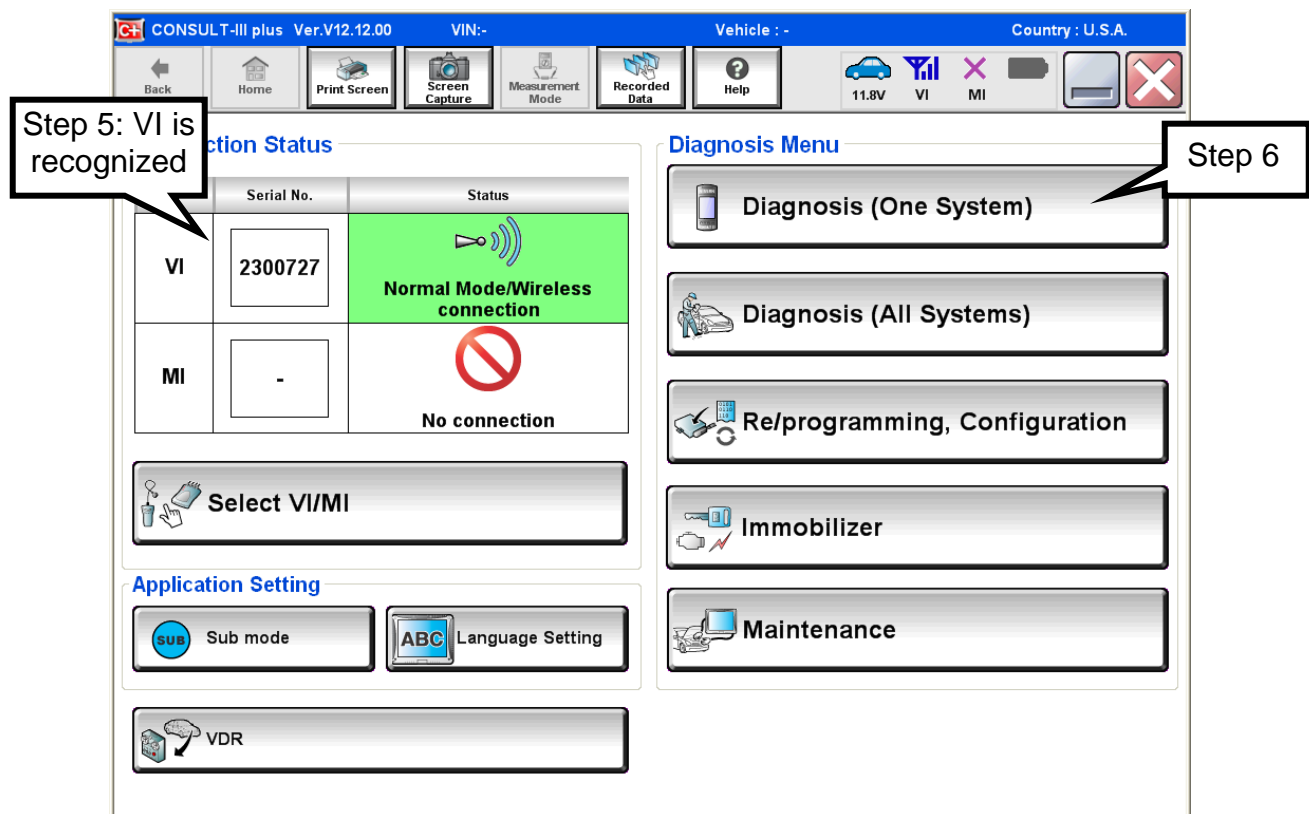 C+ CONSULT-III plus Ver.V12.12.00 VIN:- Vehicle : - Country : U.S.A.
Back
Home
Print Screen
Screen
Capture
Measurement
Mode
Recorded
Data
Help
11.8V
VI
MI
Step 5: VI is
recognized
ction Status
Serial No. Status
VI
2300727
Normal Mode/Wireless
connection
MI
-
No connection
Select VI/MI
Application Setting
SUB
Sub mode
ABC
Language Setting
VDR
Diagnosis Menu
Step 6
Diagnosis (One System)
Diagnosis (All Systems)
Re/programming, Configuration
Immobilizer
Maintenance